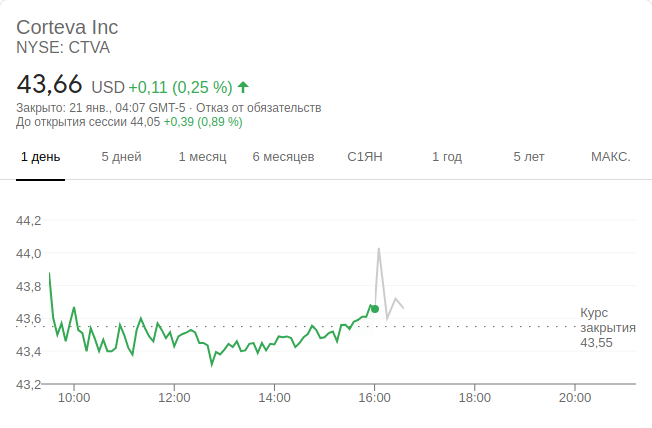 Corteva Inc
NYSE: CTVA
43,66 USD +0,11 (0,25 %)
Закрыто: 21 янв., 04:07 GMT-5 · Отказ от обязательств
До открытия сессии 44,05 +0,39 (0,89 %)
1 день 5 дней 1 месяц 6 месяцев С1ЯН 1 год 5 лет МАКС.
44,2
44,0
43,8
43,6
43,4
43,2
Курс
закрытия
43,55
10:00 12:00 14:00 16:00 18:00 20:00